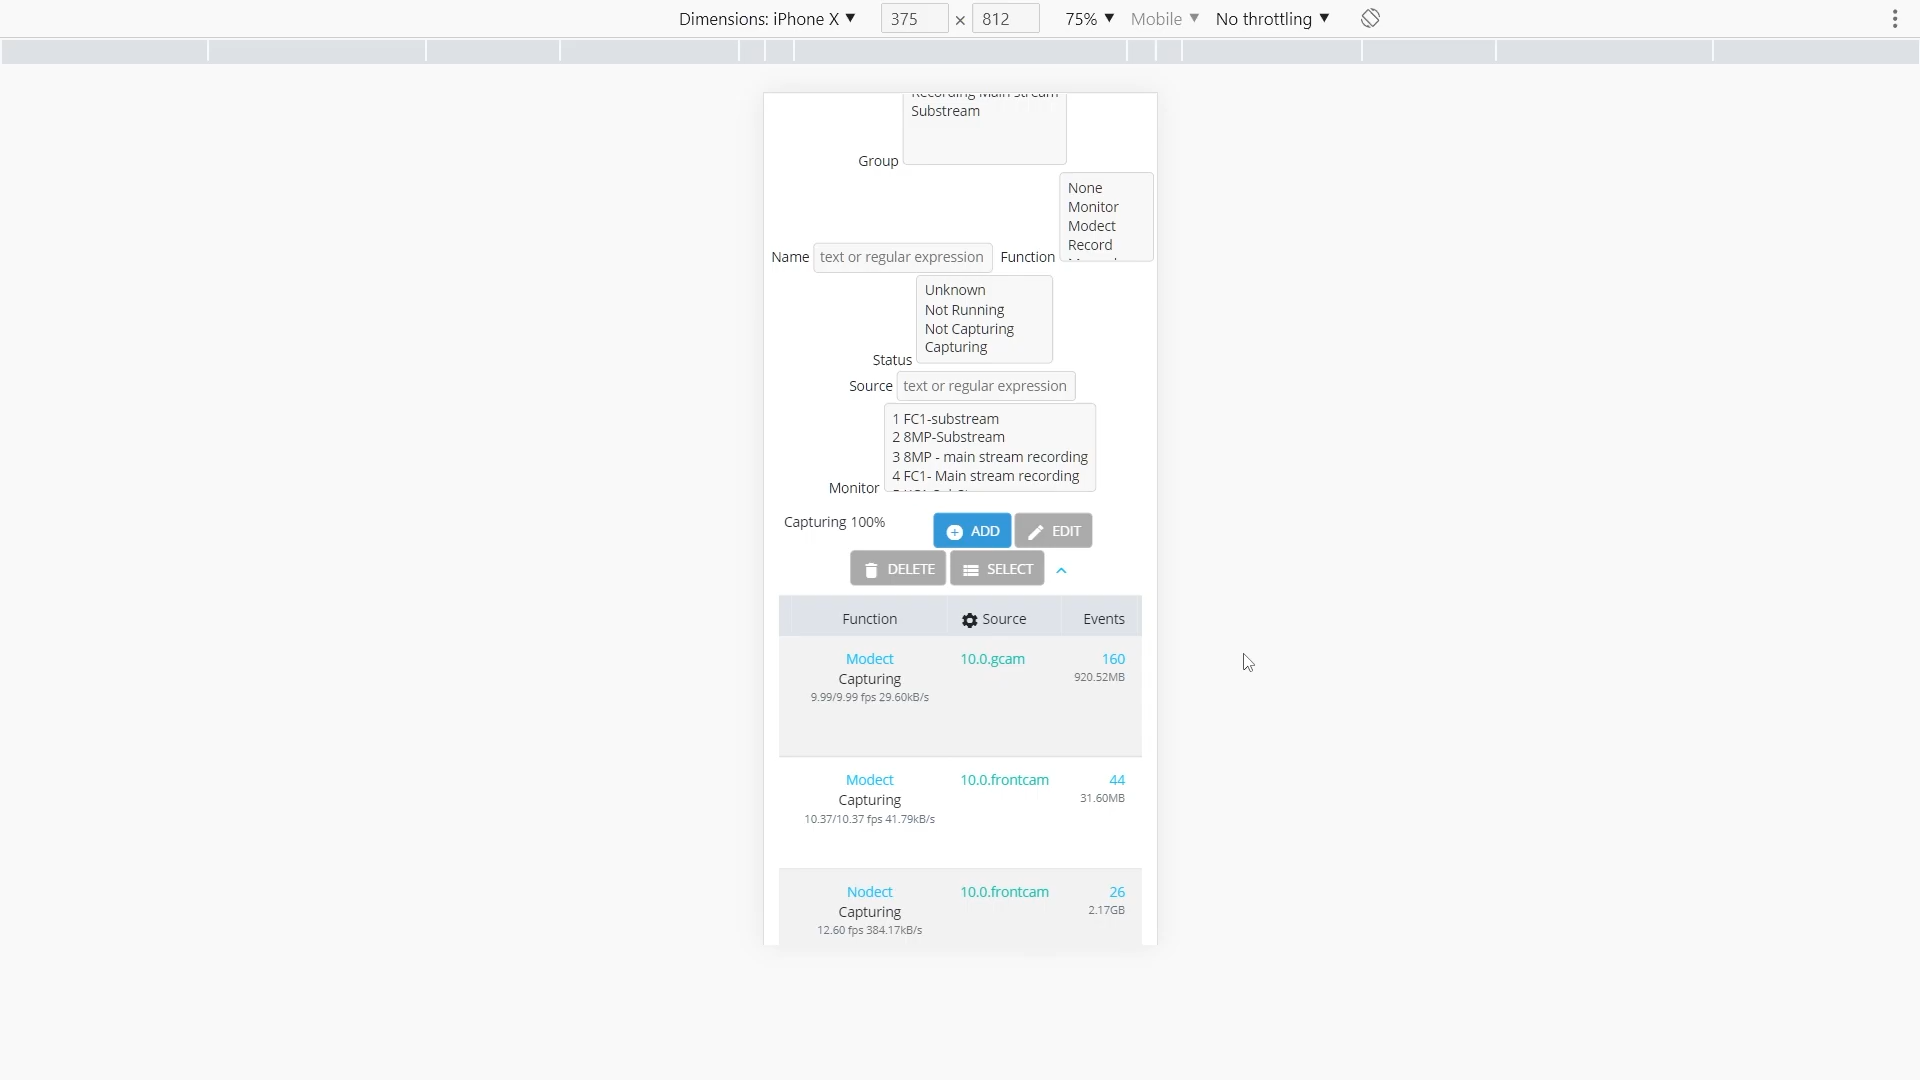 Dimensions: iPhone X ▼ 375 × 812 75% ▼ Mobile ▼ No throttling ▼
Recording Main stream
Substream
Group
None
Monitor
Modect
Record
Name text or regular expression Function
Unknown
Not Running
Not Capturing
Capturing
Status
Source text or regular expression
1 FC1-substream
2 8MP-Substream
3 8MP - main stream recording
4 FC1- Main stream recording
Monitor
Capturing 100% ADD EDIT
DELETE SELECT
Function Source Events
Modect 10.0.gcam 160
Capturing 920.52MB
9.99/9.99 fps 29.60kB/s
Modect 10.0.frontcam 44
Capturing 31.60MB
10.37/10.37 fps 41.79kB/s
Nodect 10.0.frontcam 26
Capturing 2.17GB
12.60 fps 384.17kB/s